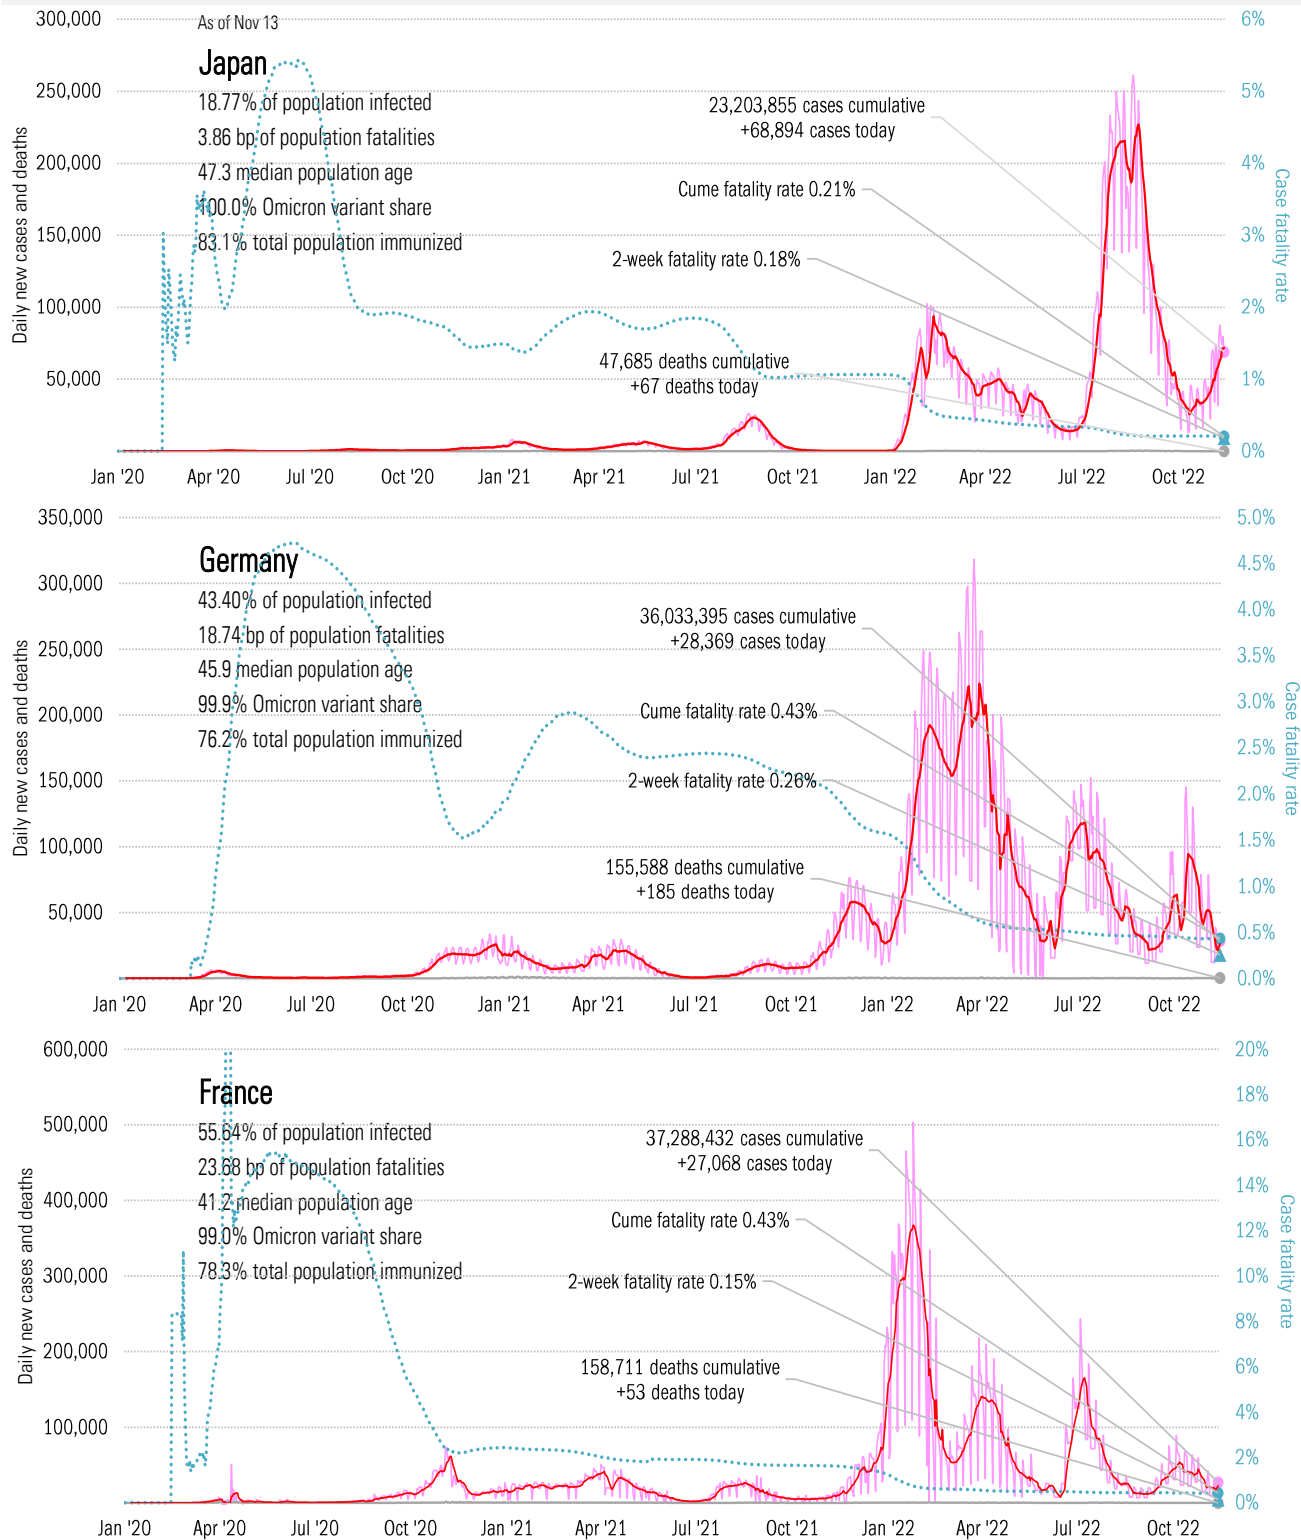 300,000
As of Nov 13
6%
Japan
18.77% of population infected
250,000
5%
23,203,855 cases cumulative
+68,894 cases today
3.86 bp of population fatalities
200,000
4%
47.3 median population age
Cume fatality rate 0.21%
100.0% Omicron variant share
150,000
3%
83.1% total population immunized
2-week fatality rate 0.18%
100,000
2%
47,685 deaths cumulative
+67 deaths today
50,000
1%
0%
Daily new cases and deaths
Case fatality rate
Jan '20 Apr '20 Jul '20 Oct '20 Jan '21 Apr '21 Jul '21 Oct '21 Jan '22 Apr '22 Jul '22 Oct '22
350,000
5.0%
Germany
4.5%
300,000
43.40% of population infected
4.0%
36,033,395 cases cumulative
+28,369 cases today
18.74 bp of population fatalities
250,000
3.5%
45.9 median population age
99.9% Omicron variant share
3.0%
200,000
Cume fatality rate 0.43%
76.2% total population immunized
2.5%
150,000
2-week fatality rate 0.26%
2.0%
100,000
1.5%
155,588 deaths cumulative
+185 deaths today
1.0%
50,000
0.5%
0.0%
Daily new cases and deaths
Case fatality rate
Jan '20 Apr '20 Jul '20 Oct '20 Jan '21 Apr '21 Jul '21 Oct '21 Jan '22 Apr '22 Jul '22 Oct '22
600,000
20%
France
18%
500,000
55.64% of population infected
16%
37,288,432 cases cumulative
+27,068 cases today
23.68 bp of population fatalities
14%
400,000
41.2 median population age
Cume fatality rate 0.43%
12%
99.0% Omicron variant share
78.3% total population immunized
300,000
10%
2-week fatality rate 0.15%
8%
200,000
6%
158,711 deaths cumulative
+53 deaths today
4%
100,000
2%
0%
Daily new cases and deaths
Case fatality rate
Jan '20 Apr '20 Jul '20 Oct '20 Jan '21 Apr '21 Jul '21 Oct '21 Jan '22 Apr '22 Jul '22 Oct '22